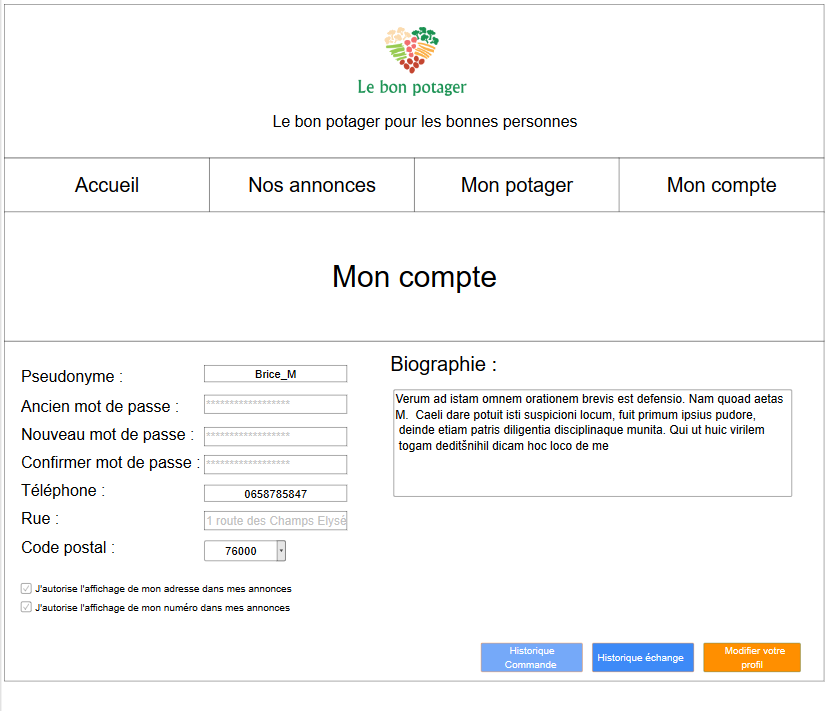 Le bon potager
Le bon potager pour les bonnes personnes
Accueil
Nos annonces
Mon potager
Mon compte
Mon compte
Pseudonyme :
Brice_M
Ancien mot de passe :
******************
Nouveau mot de passe :
******************
Confirmer mot de passe :
******************
Téléphone :
0658785847
Rue :
1 route des Champs Elysé
Code postal :
76000
J'autorise l'affichage de mon adresse dans mes annonces
J'autorise l'affichage de mon numéro dans mes annonces
Biographie :
Verum ad istam omnem orationem brevis est defensio. Nam quoad aetas
M. Caeli dare potuit isti suspicioni locum, fuit primum ipsius pudore,
deinde etiam patris diligentia disciplinaque munita. Qui ut huic virilem
togam deditšnihil dicam hoc loco de me
Historique
Commande
Historique échange
Modifier votre
profil